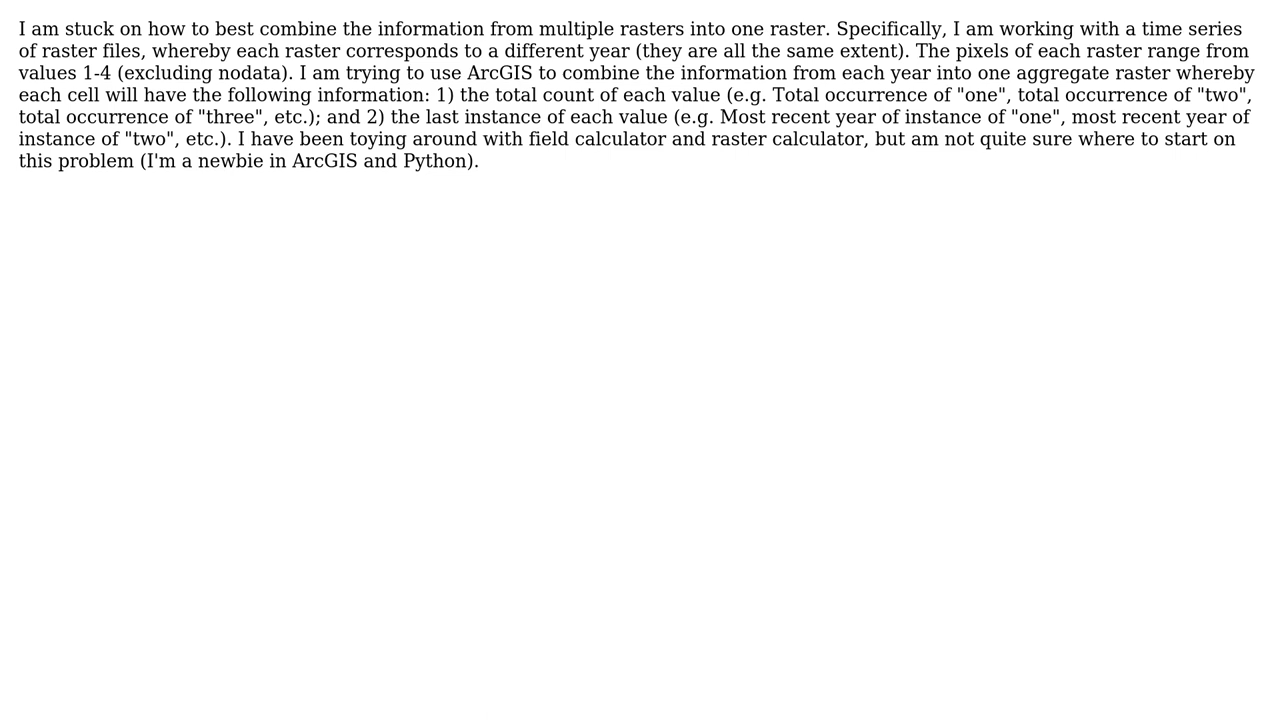 I am stuck on how to best combine the information from multiple rasters into one raster. Specifically, I am working with a time series
of raster files, whereby each raster corresponds to a different year (they are all the same extent). The pixels of each raster range from
values 1-4 (excluding nodata). I am trying to use ArcGIS to combine the information from each year into one aggregate raster whereby
each cell will have the following information: 1) the total count of each value (e.g. Total occurrence of "one", total occurrence of "two",
total occurrence of "three", etc.); and 2) the last instance of each value (e.g. Most recent year of instance of "one", most recent year of
instance of "two", etc.). I have been toying around with field calculator and raster calculator, but am not quite sure where to start on
this problem (I'm a newbie in ArcGIS and Python).